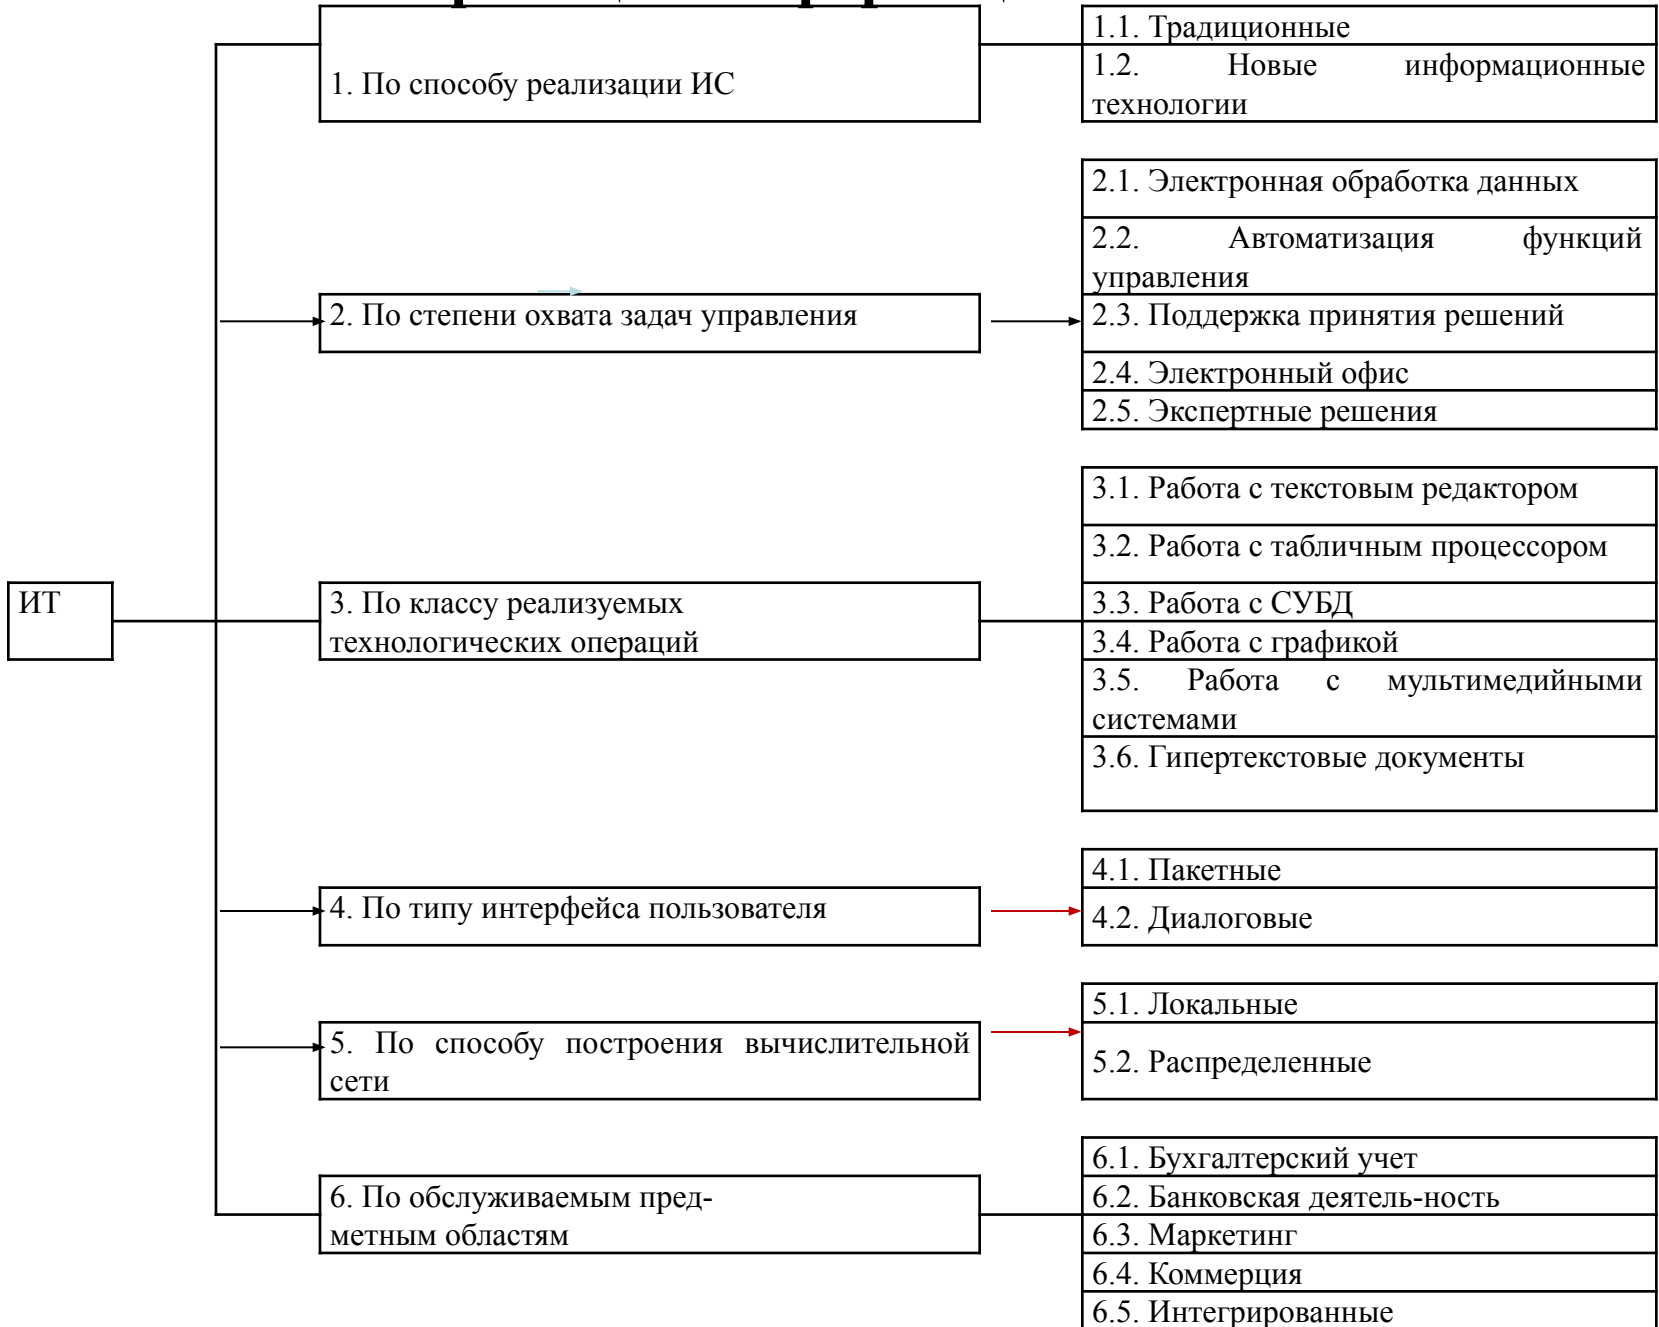 1. По способу реализации ИС
1.1. Традиционные
1.2. Новые информационные
технологии
2. По степени охвата задач управления
2.1. Электронная обработка данных
2.2. Автоматизация функций
управления
2.3. Поддержка принятия решений
2.4. Электронный офис
2.5. Экспертные решения
ИТ
3. По классу реализуемых
технологических операций
3.1. Работа с текстовым редактором
3.2. Работа с табличным процессором
3.3. Работа с СУБД
3.4. Работа с графикой
3.5. Работа с мультимедийными
системами
3.6. Гипертекстовые документы
4. По типу интерфейса пользователя
4.1. Пакетные
4.2. Диалоговые
5. По способу построения вычислительной
сети
5.1. Локальные
5.2. Распределенные
6. По обслуживаемым пред-
метным областям
6.1. Бухгалтерский учет
6.2. Банковская деятель-ность
6.3. Маркетинг
6.4. Коммерция
6.5. Интегрированные